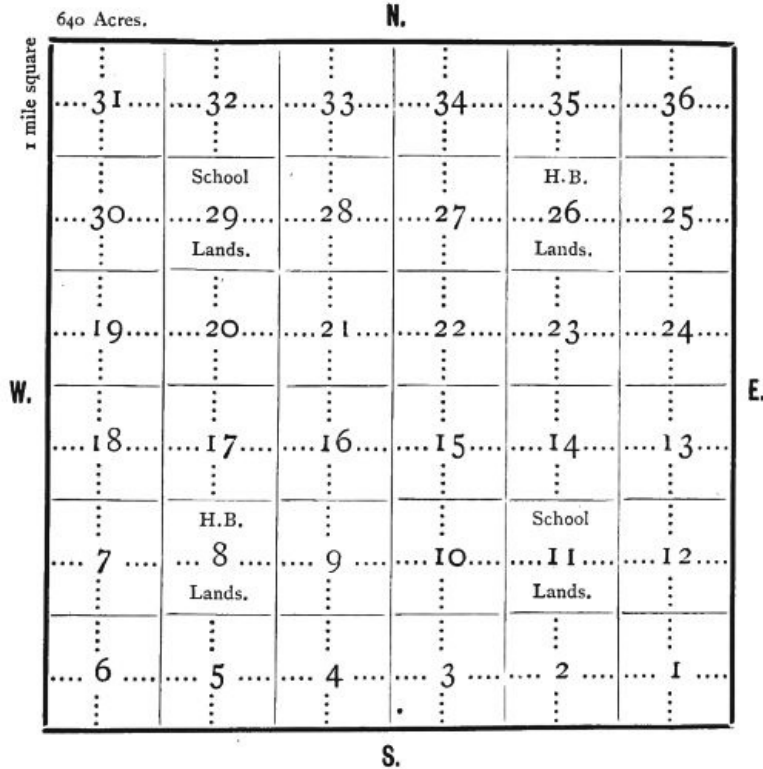 640 Acres.
N.
1 mile square
....31.... ....32.... ....33.... ....34.... ....35.... ....36....
School H.B.
....30.... ....29.... ....28.... ....27.... ....26.... ....25....
Lands. Lands.
....19.... ....20.... ....21.... ....22.... ....23.... ....24....
W. E.
....18.... ....17.... ....16.... ....15.... ....14.... ....13....
H.B. School
.... 7 .... ... 8 .... .... 9 .... ....10.... ....11.... ....12....
Lands. Lands.
.... 6 .... .... 5 .... .... 4 .... .... 3 .... .... 2 .... .... 1 ....
S.